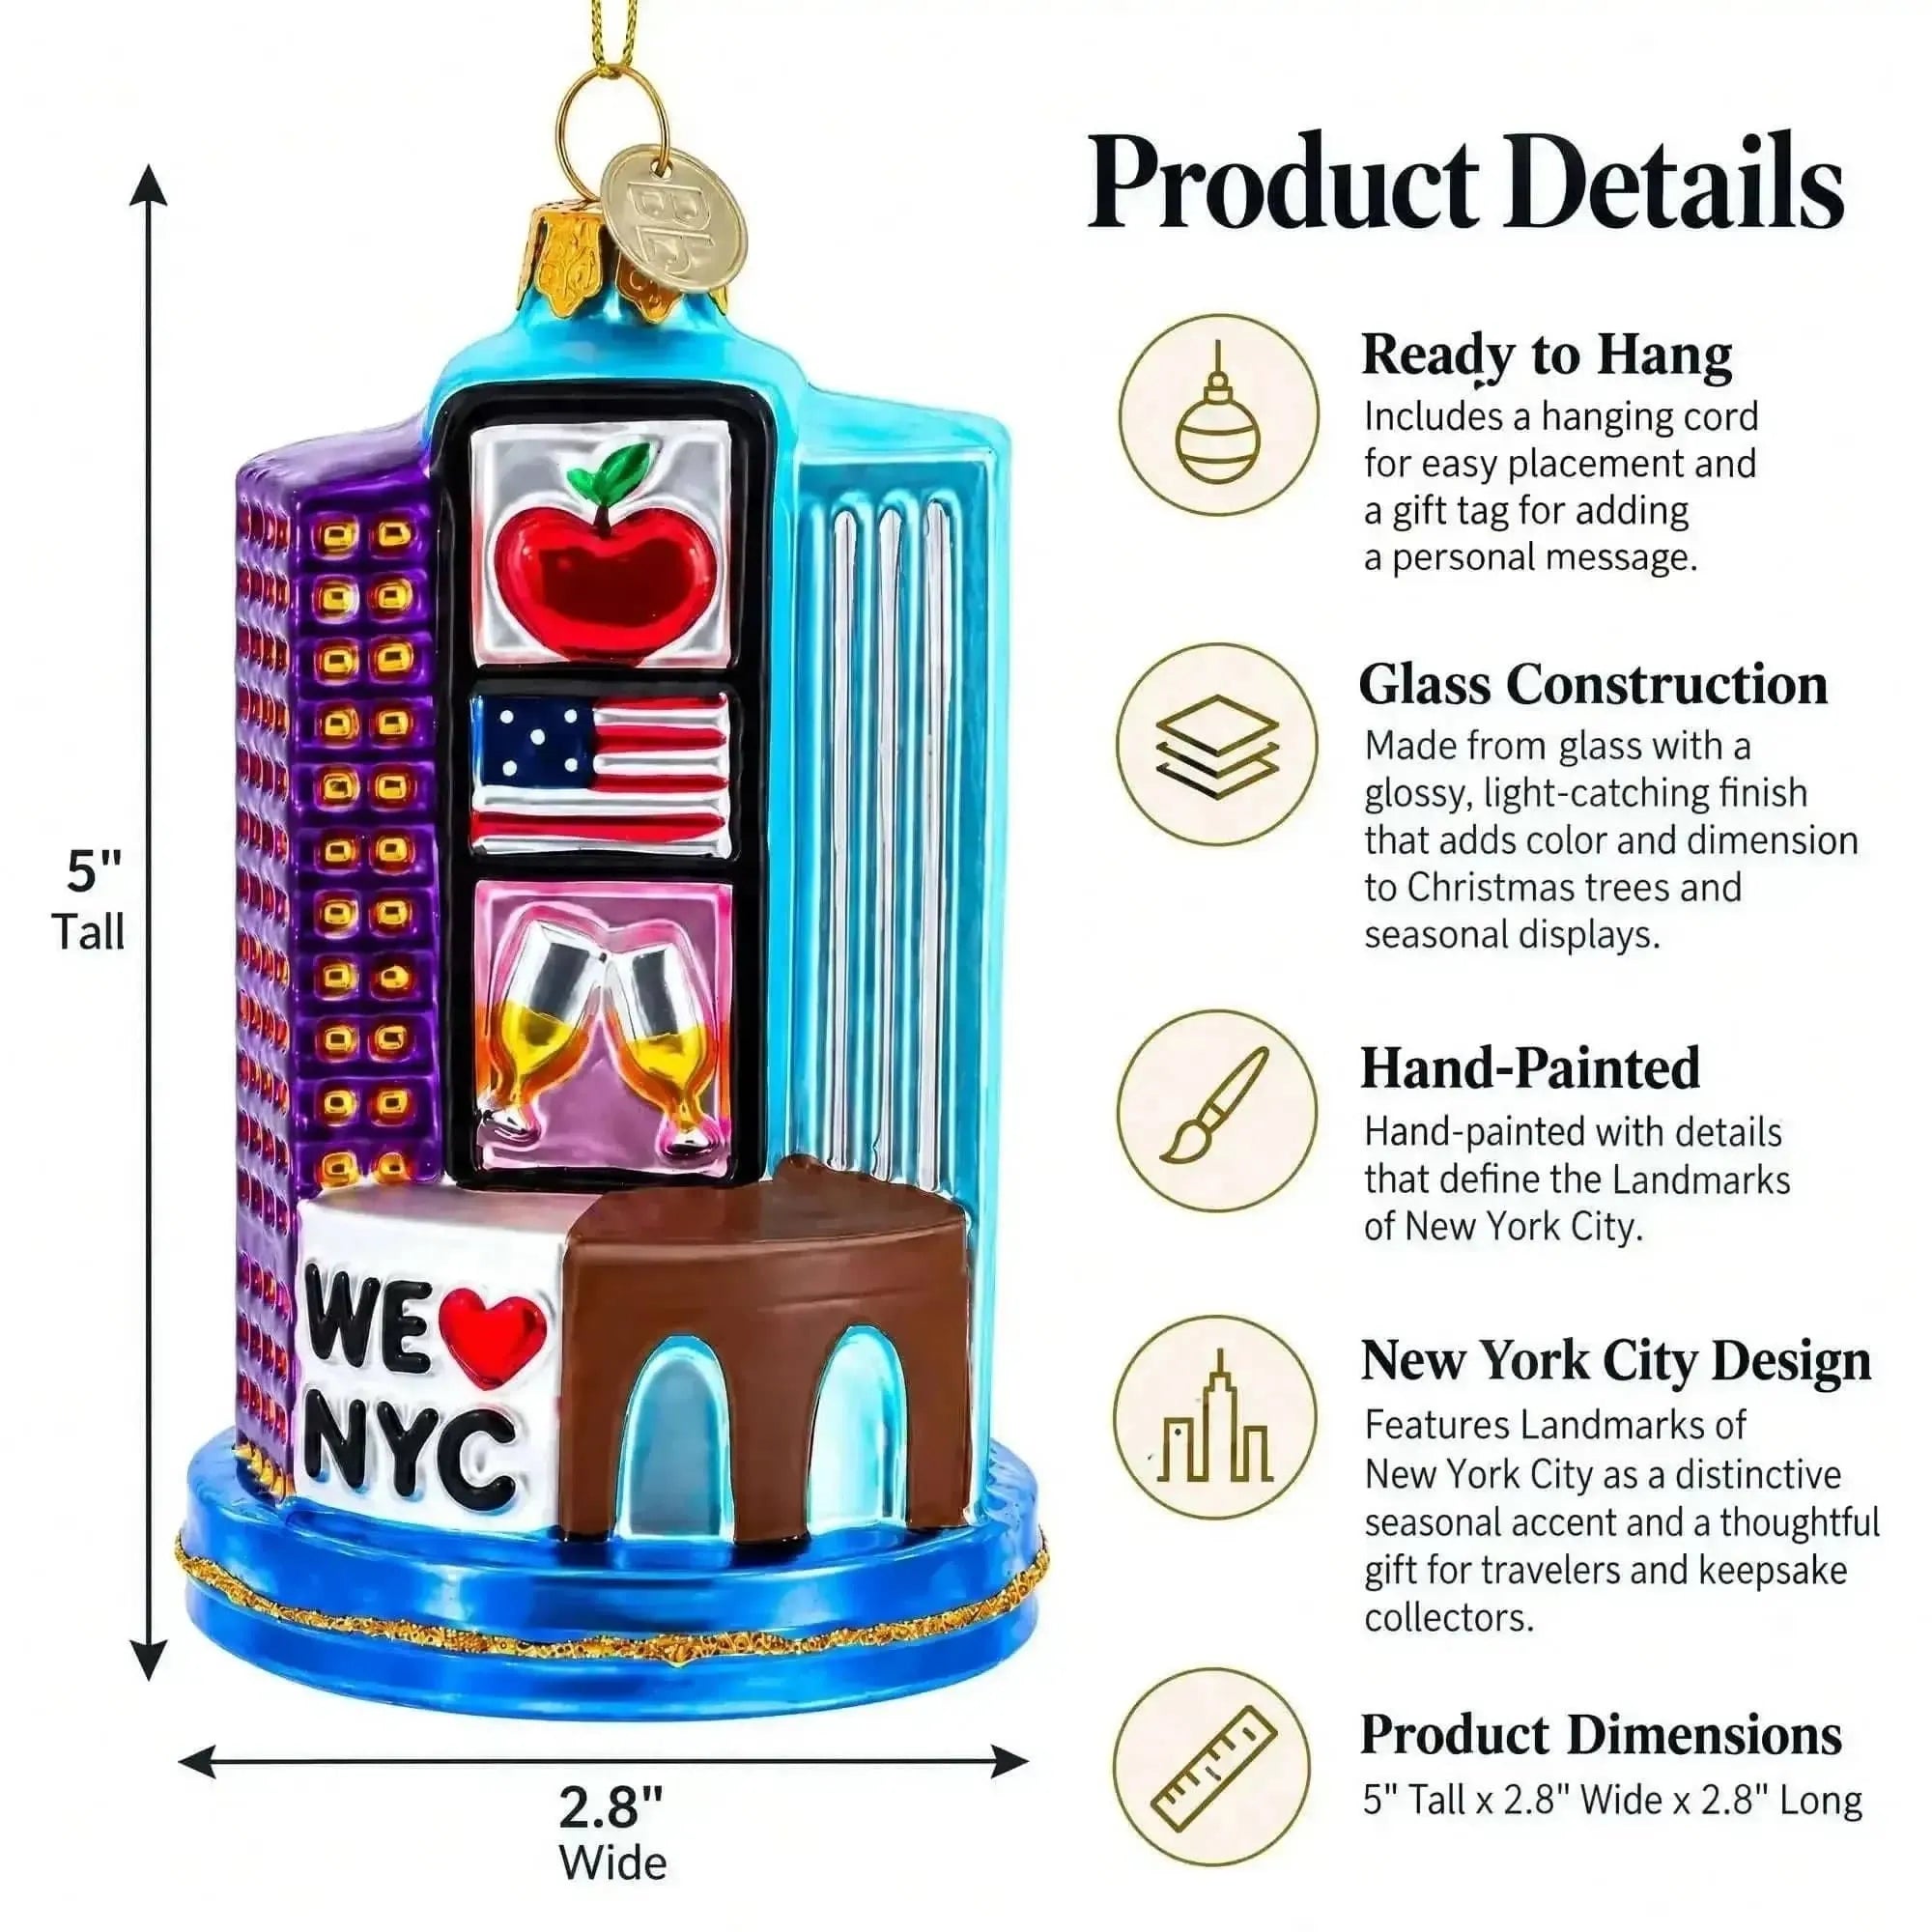 Product Details
Ready to Hang
Includes a hanging cord
for easy placement and
a gift tag for adding
a personal message.
Glass Construction
Made from glass with a
glossy, light-catching finish
that adds color and dimension
to Christmas trees and
seasonal displays.
Hand-Painted
Hand-painted with details
that define the Landmarks
of New York City.
New York City Design
Features Landmarks of
New York City as a distinctive
seasonal accent and a thoughtful
gift for travelers and keepsake
collectors.
Product Dimensions
5" Tall x 2.8" Wide x 2.8" Long
5"
Tall
2.8"
Wide
WE
NYC